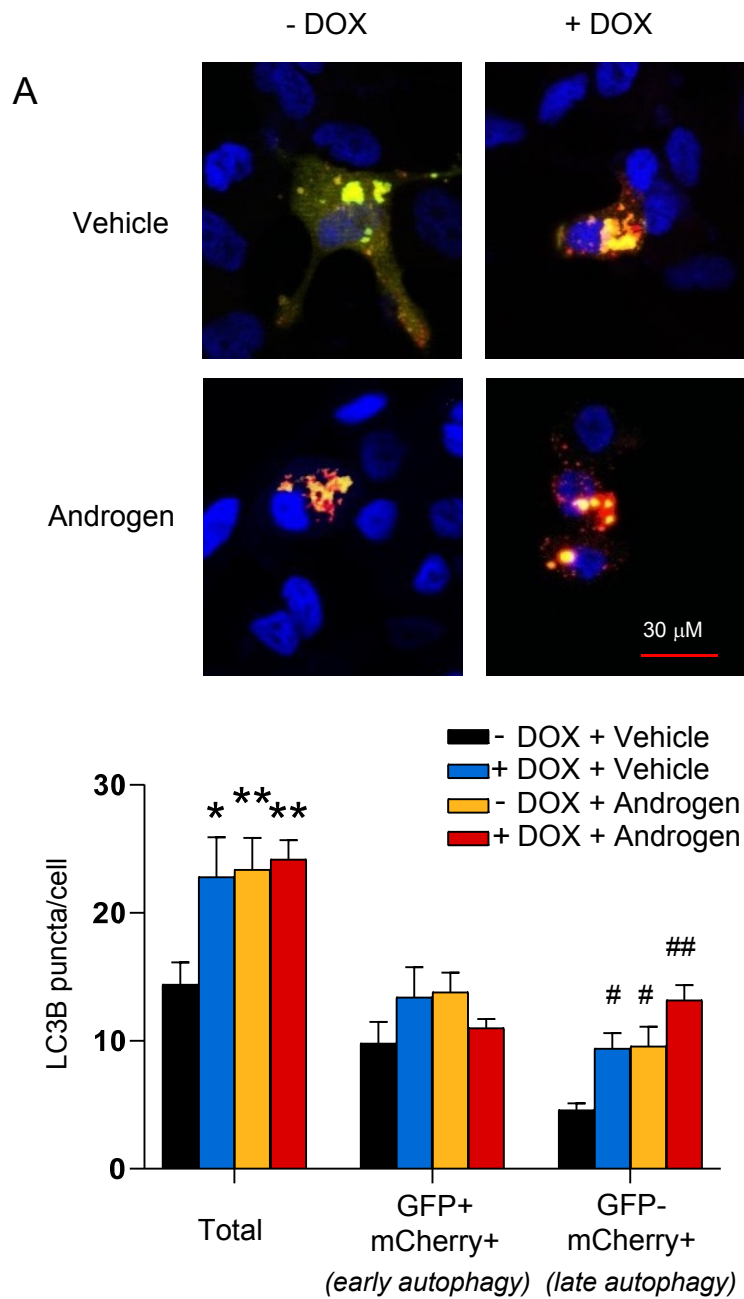 - DOX
+ DOX
A
Vehicle
Androgen
30 μM
- DOX + Vehicle
+ DOX + Vehicle
- DOX + Androgen
+ DOX + Androgen
30
20
10
0
LC3B puncta/cell
*
**
**
#
#
##
Total
GFP+
mCherry+
(early autophagy)
GFP-
mCherry+
(late autophagy)